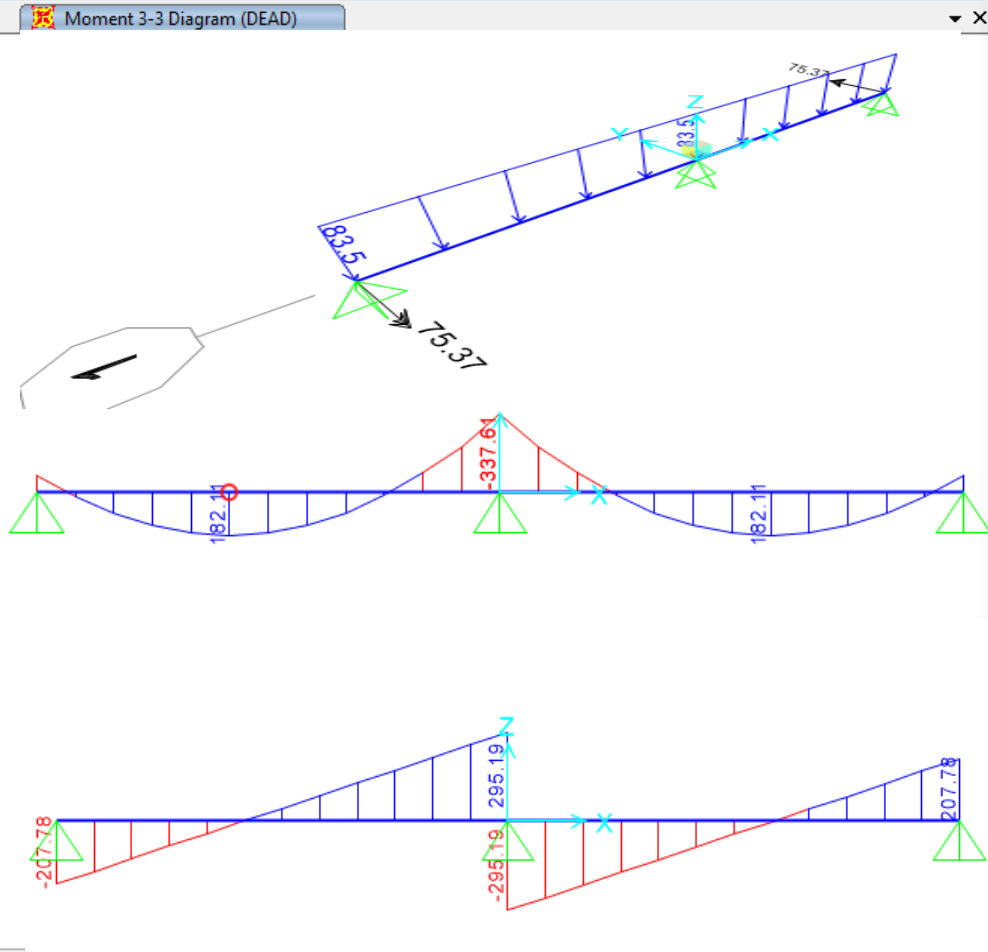 Moment 3-3 Diagram (DEAD)
75.37
Z
Y
83.5
X
83.5
75.37
-337.61
182.11
X
182.11
Z
295.19
207.78
-207.78
X
-295.19